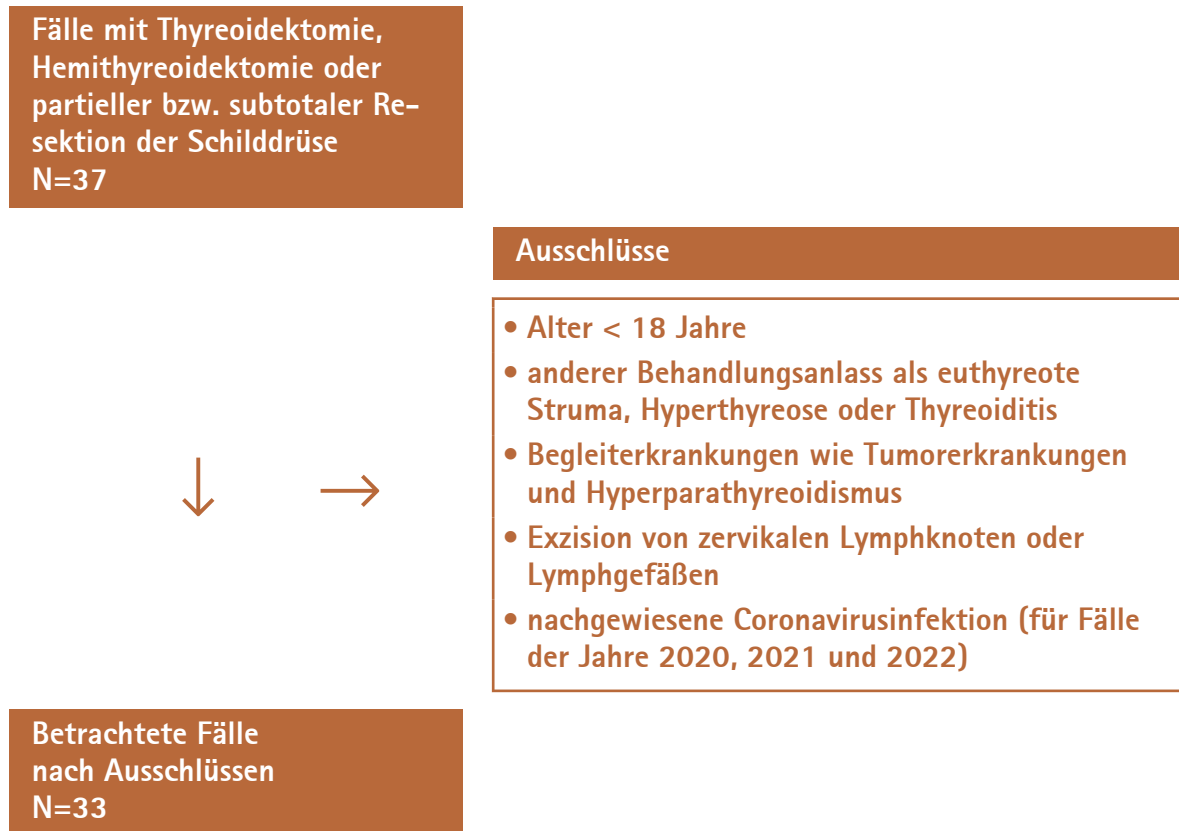 Fälle mit Thyreoidektomie,
Hemithyreoidektomie oder
partieller bzw. subtotaler Re-
sektion der Schilddrüse
N=37
Ausschlüsse
• Alter < 18 Jahre
• anderer Behandlungsanlass als euthyreote
Struma, Hyperthyreose oder Thyreoiditis
• Begleiterkrankungen wie Tumorerkrankungen
und Hyperparathyreoidismus
• Exzision von zervikalen Lymphknoten oder
Lymphgefäßen
• nachgewiesene Coronavirusinfektion (für Fälle
der Jahre 2020, 2021 und 2022)
Betrachtete Fälle
nach Ausschlüssen
N=33